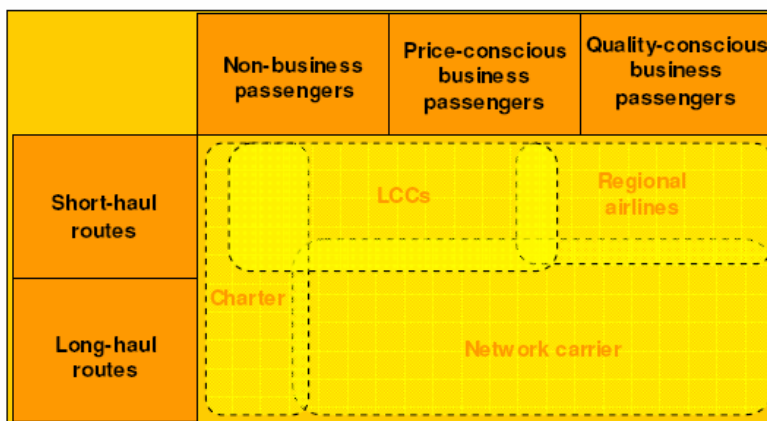 Non-business
passengers
Price-conscious
business
passengers
Quality-conscious
business
passengers
Short-haul
routes
LCCs
Regional
airlines
Charter
Long-haul
routes
Network carrier